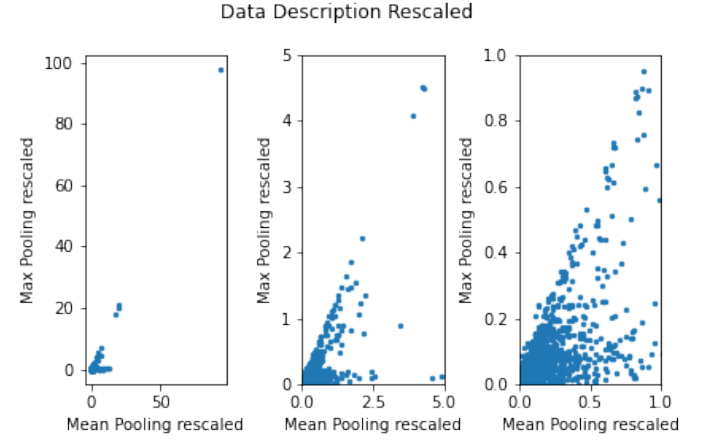 Data Description Rescaled
100
80
60
40
20
0
Max Pooling rescaled
0 50
Mean Pooling rescaled
5
4
3
2
1
0
Max Pooling rescaled
0.0 2.5 5.0
Mean Pooling rescaled
1.0
0.8
0.6
0.4
0.2
0.0
Max Pooling rescaled
0.0 0.5 1.0
Mean Pooling rescaled